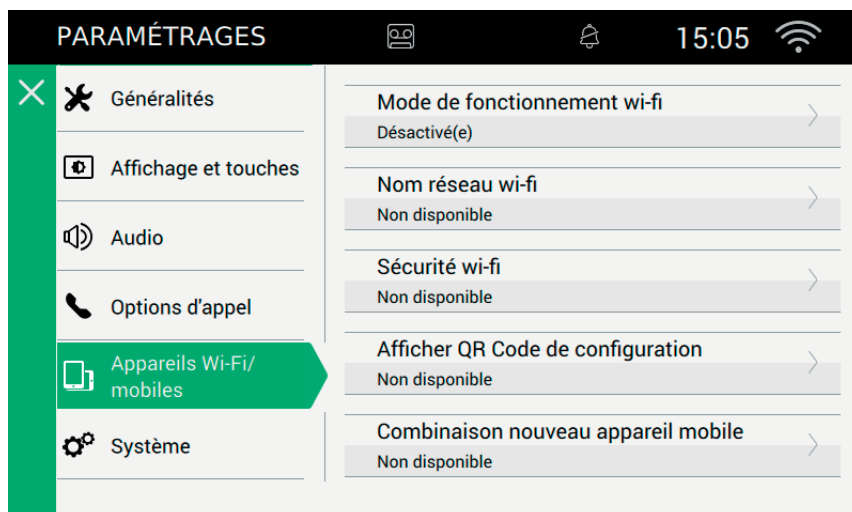 PARAMÉTRAGES
15:05
Généralités
Affichage et touches
Audio
Options d'appel
Appareils Wi-Fi/
mobiles
Système
Mode de fonctionnement wi-fi
Désactivé(e)
Nom réseau wi-fi
Non disponible
Sécurité wi-fi
Non disponible
Afficher QR Code de configuration
Non disponible
Combinaison nouveau appareil mobile
Non disponible